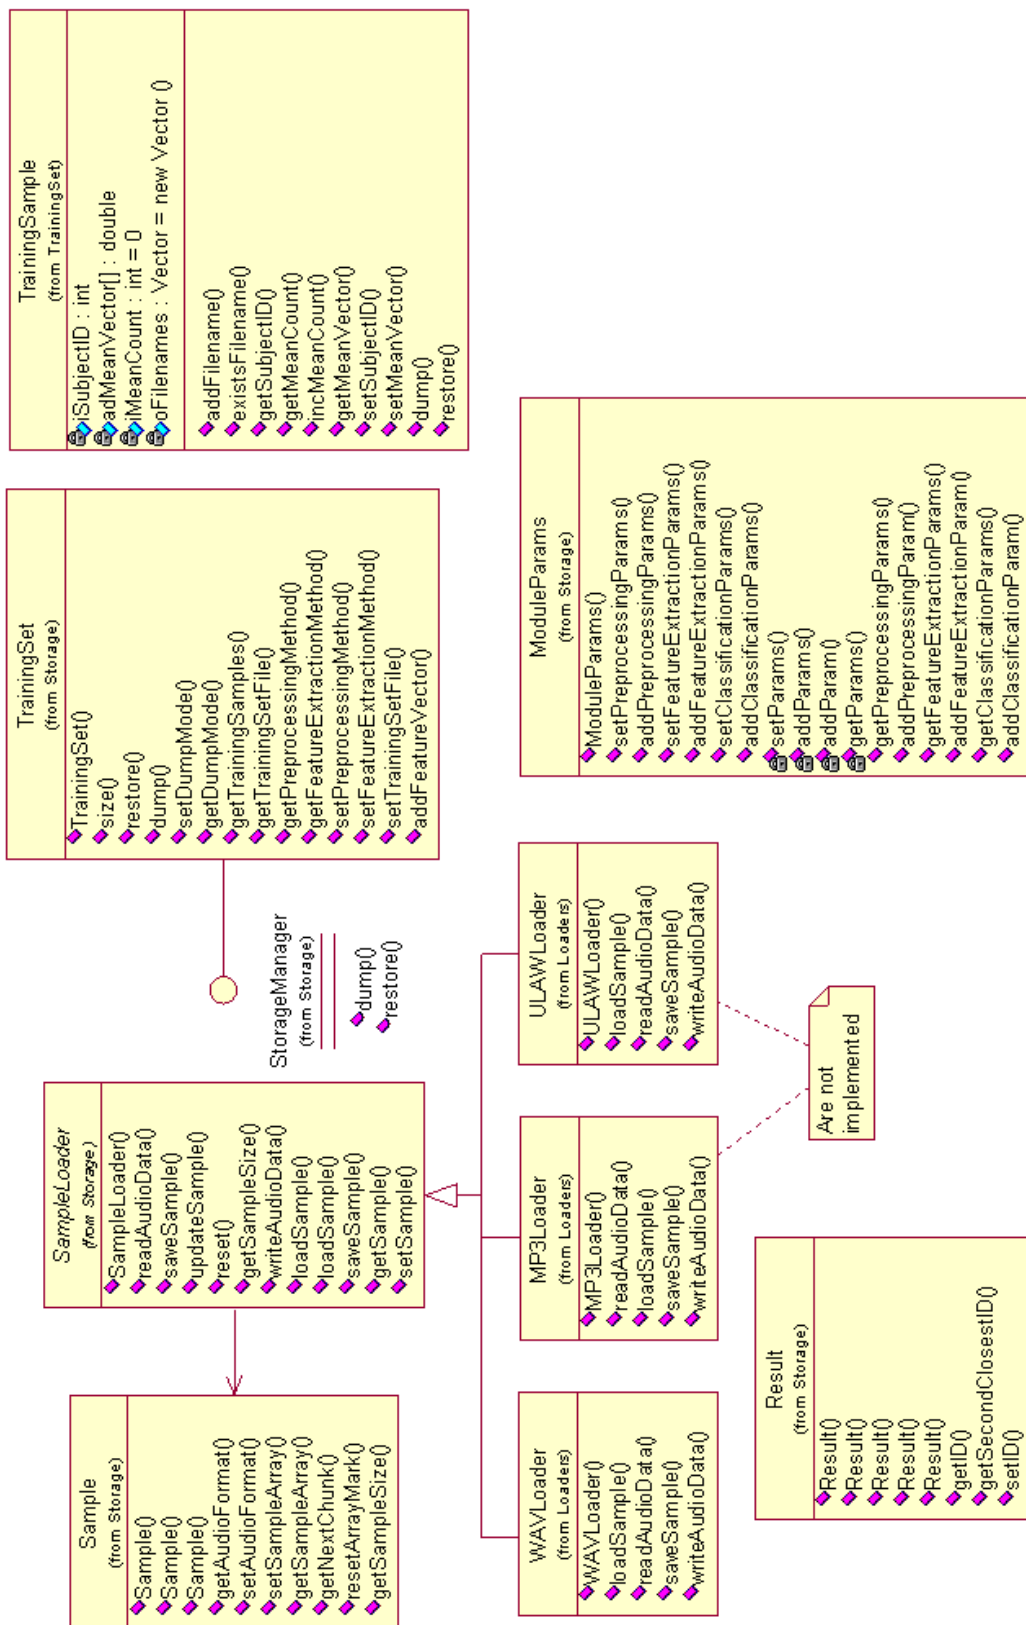 Sample
(from Storage)
Sample()
Sample()
Sample()
getAudioFormat()
setAudioFormat()
setSampleArray()
getSampleArray()
getNextChunk()
resetArrayMark()
getSampleSize()
SampleLoader
(from Storage)
SampleLoader()
readAudioData()
saveSample()
updateSample()
reset()
getSampleSize()
writeAudioData()
loadSample()
loadSample()
saveSample()
getSample()
setSample()
StorageManager
(from Storage)
dump()
restore()
TrainingSet
(from Storage)
TrainingSet()
size()
restore()
dump()
setDumpMode()
getDumpMode()
getTrainingSamples()
getTrainingSetFile()
getPreprocessingMethod()
getFeatureExtractionMethod()
setPreprocessingMethod()
setFeatureExtractionMethod()
setTrainingSetFile()
addFeatureVector()
TrainingSample
(from TrainingSet)
iSubjectID : int
adMeanVector[] : double
iMeanCount : int = 0
oFilenames : Vector = new Vector ()
addFilename()
existsFilename()
getSubjectID()
getMeanCount()
incMeanCount()
getMeanVector()
setSubjectID()
setMeanVector()
dump()
restore()
WAVLoader
(from Loaders)
WAVLoader()
loadSample()
readAudioData()
saveSample()
writeAudioData()
MP3Loader
(from Loaders)
MP3Loader()
readAudioData()
loadSample()
saveSample()
writeAudioData()
ULAWLoader
(from Loaders)
ULAWLoader()
loadSample()
readAudioData()
saveSample()
writeAudioData()
ModuleParams
(from Storage)
ModuleParams()
setPreprocessingParams()
addPreprocessingParams()
setFeatureExtractionParams()
addFeatureExtractionParams()
setClassificationParams()
addClassificationParams()
setParams()
addParams()
addParam()
getParams()
getPreprocessingParams()
addPreprocessingParam()
getFeatureExtractionParams()
addFeatureExtractionParam()
getClassificationParams()
addClassificationParam()
Are not
implemented
Result
(from Storage)
Result()
Result()
Result()
Result()
Result()
getID()
getSecondClosestID()
setID()